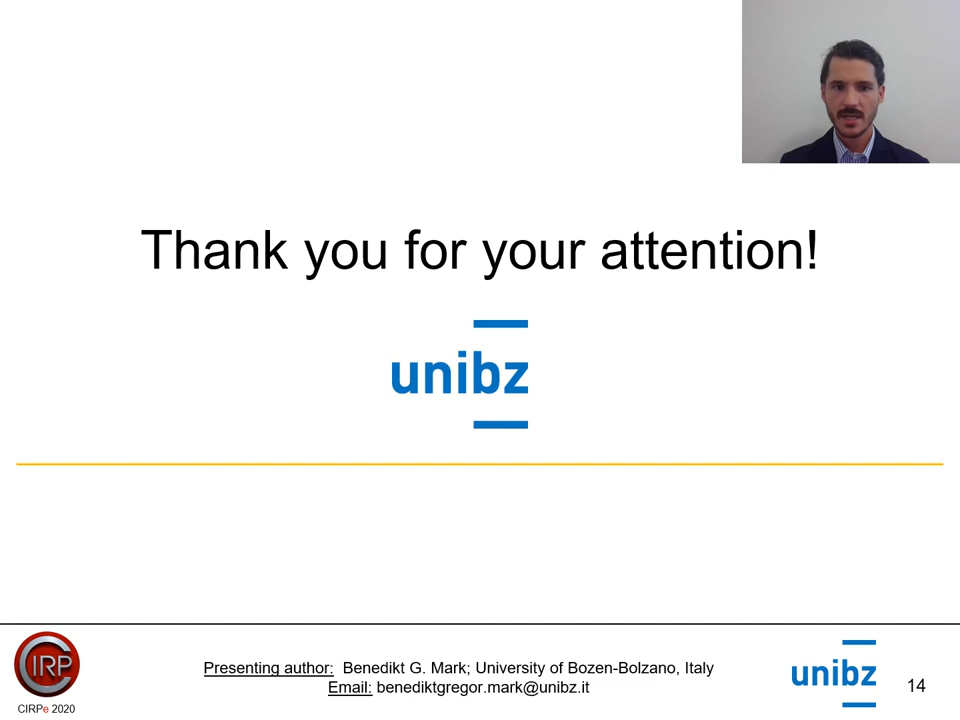 Thank you for your attention!
unibz
CIRP
CIRPe 2020
Presenting author: Benedikt G. Mark; University of Bozen-Bolzano, Italy
Email: benediktgregor.mark@unibz.it
unibz
14